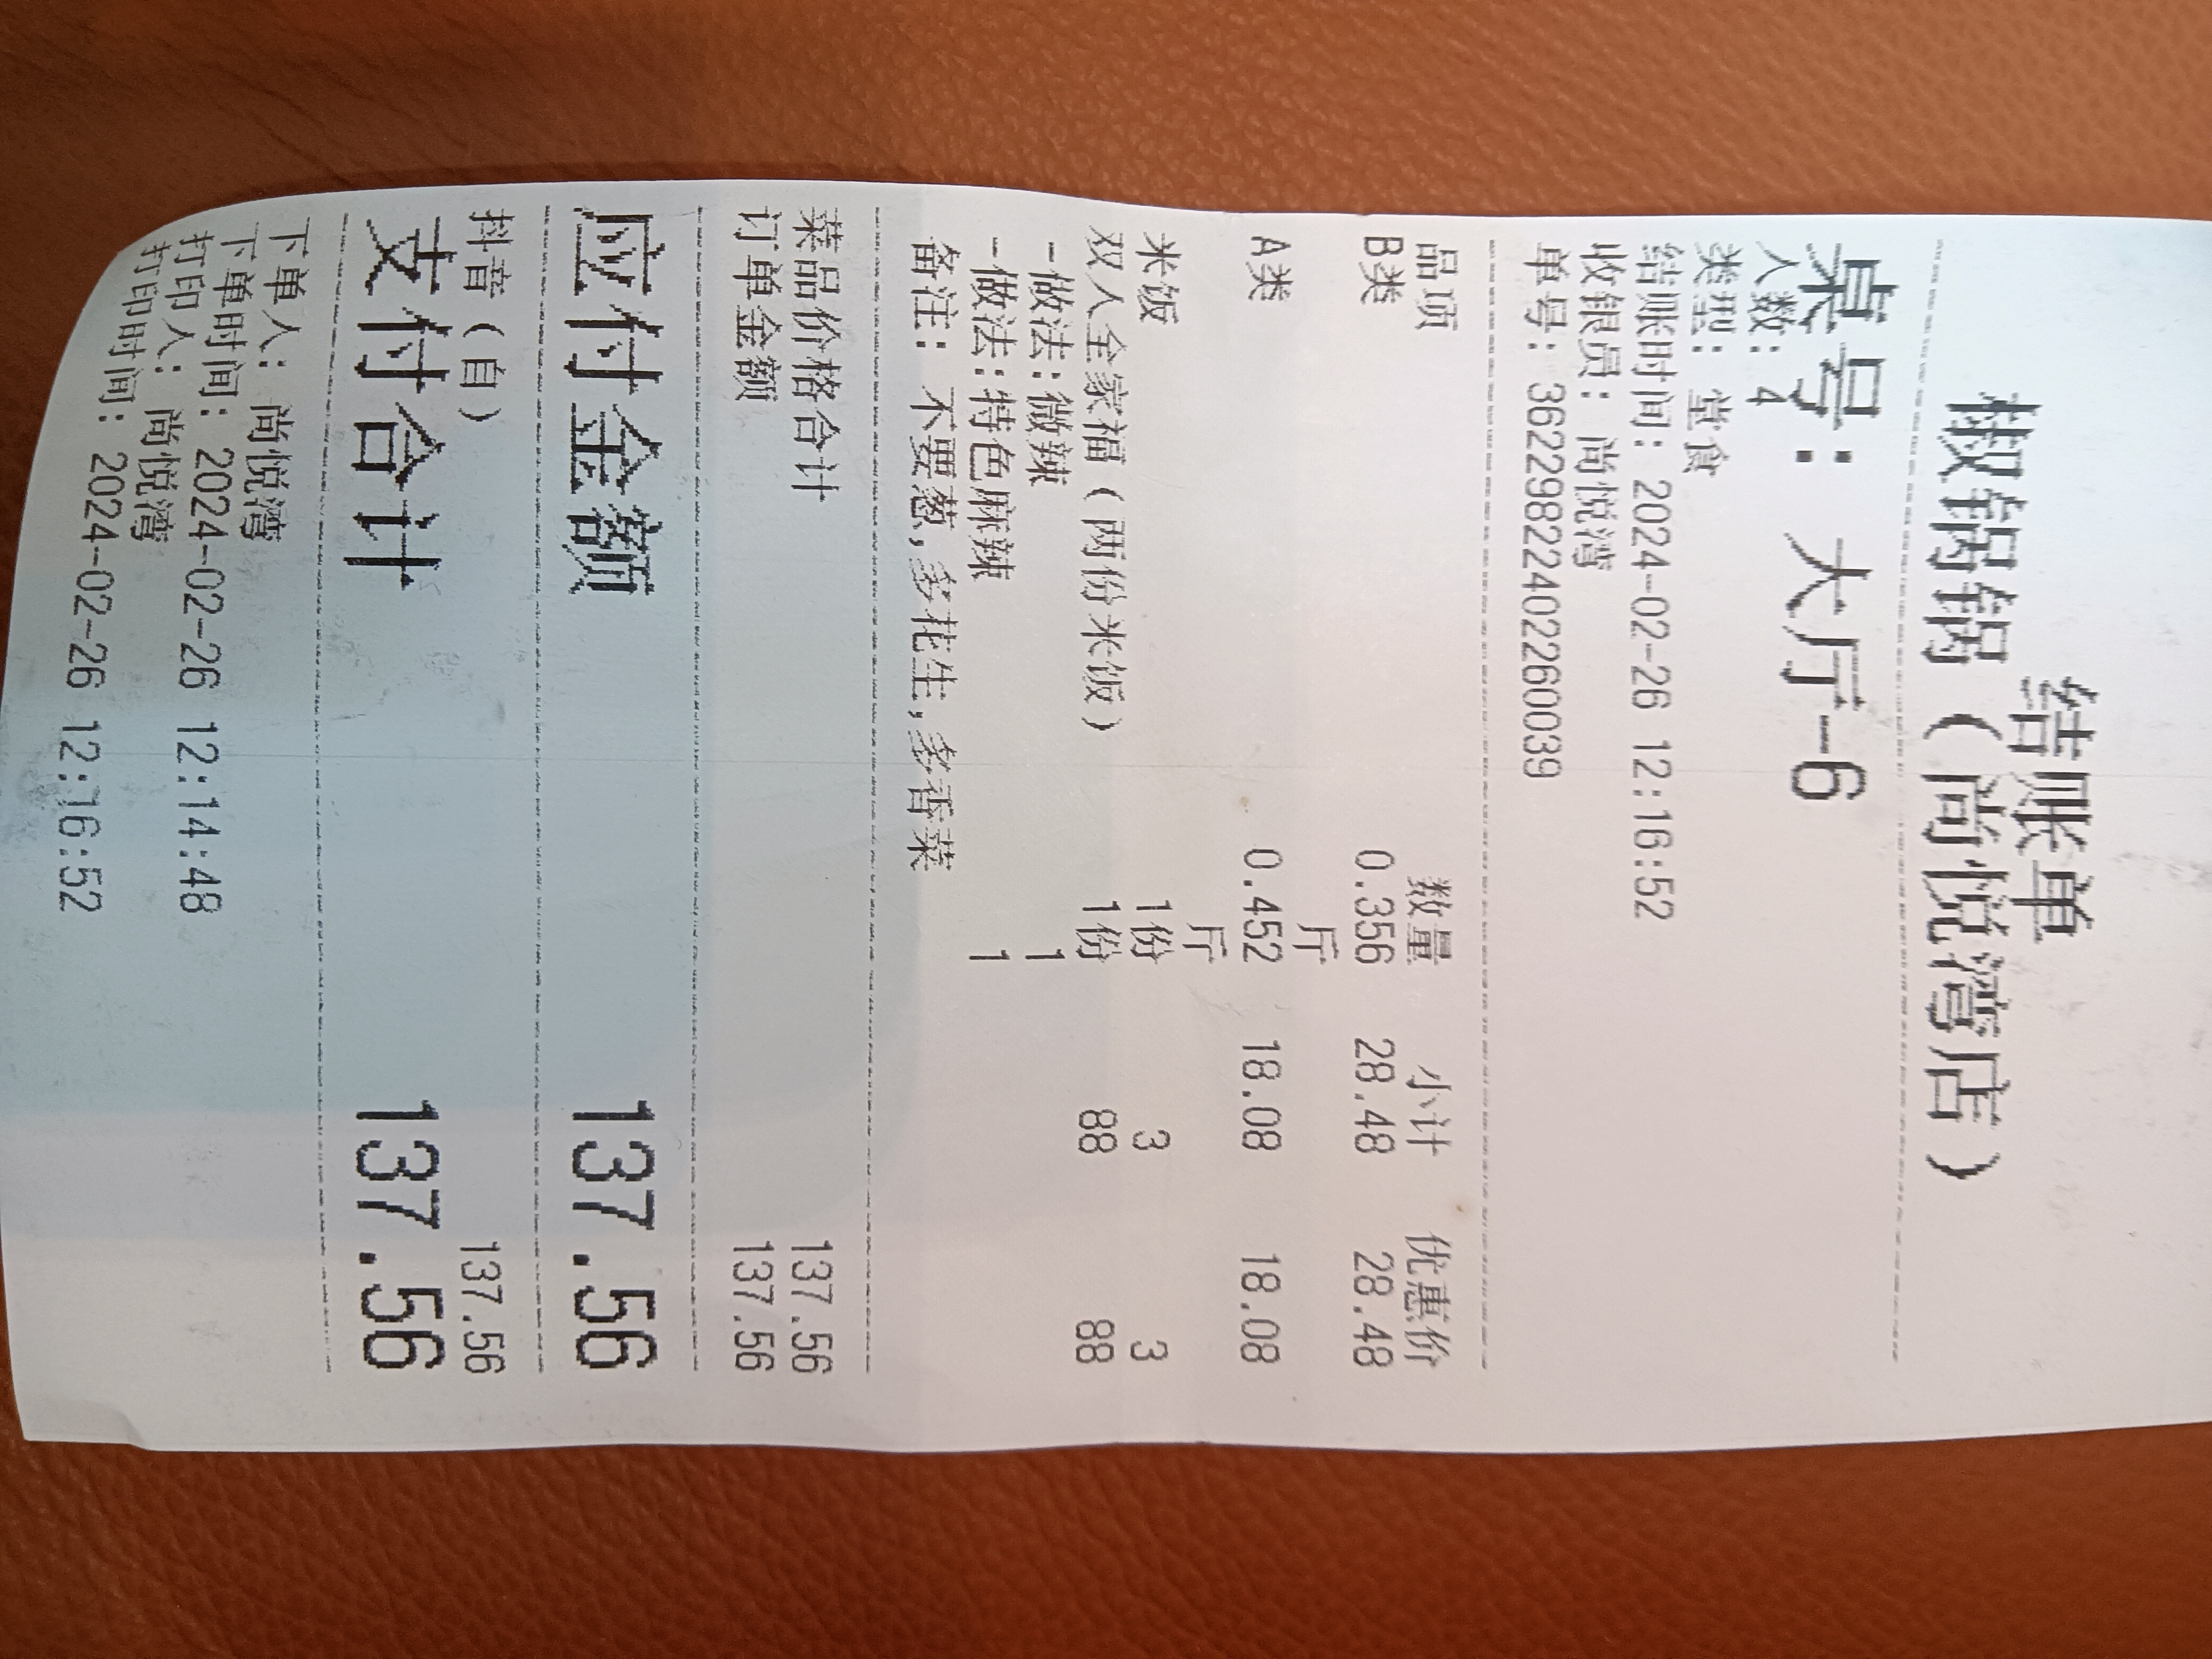 结账单
锅锅(尚悦湾店)
桌号: 大厅-6
人数: 4
类型: 堂食
结账时间: 2024-02-26 12:16:52
收银员: 尚悦湾
单号: 36229822402260039
品项 数量 小计 优惠价
B类 0.356 28.48 28.48
斤
A类 0.452 18.08 18.08
斤
米饭 1份 3 3
双人全家福(两份米饭) 1份 88 88
-做法:微辣 1
-做法:特色麻辣 1
备注: 不要葱,多花生,多香菜
菜品价格合计 137.56
订单金额 137.56
应付金额 137.56
抖音(自) 137.56
支付合计 137.56
下单人: 尚悦湾
下单时间: 2024-02-26 12:14:48
打印人: 尚悦湾
打印时间: 2024-02-26 12:16:52